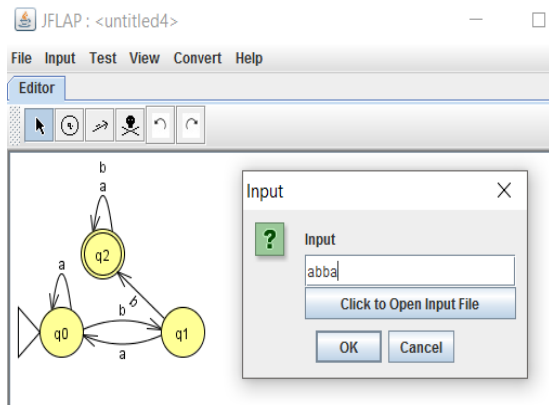 JFLAP : <untitled4>
File Input Test View Convert Help
Editor
q
b
a
q2
a
b
b
q0
q1
a
Input
?
Input
abba
Click to Open Input File
OK Cancel